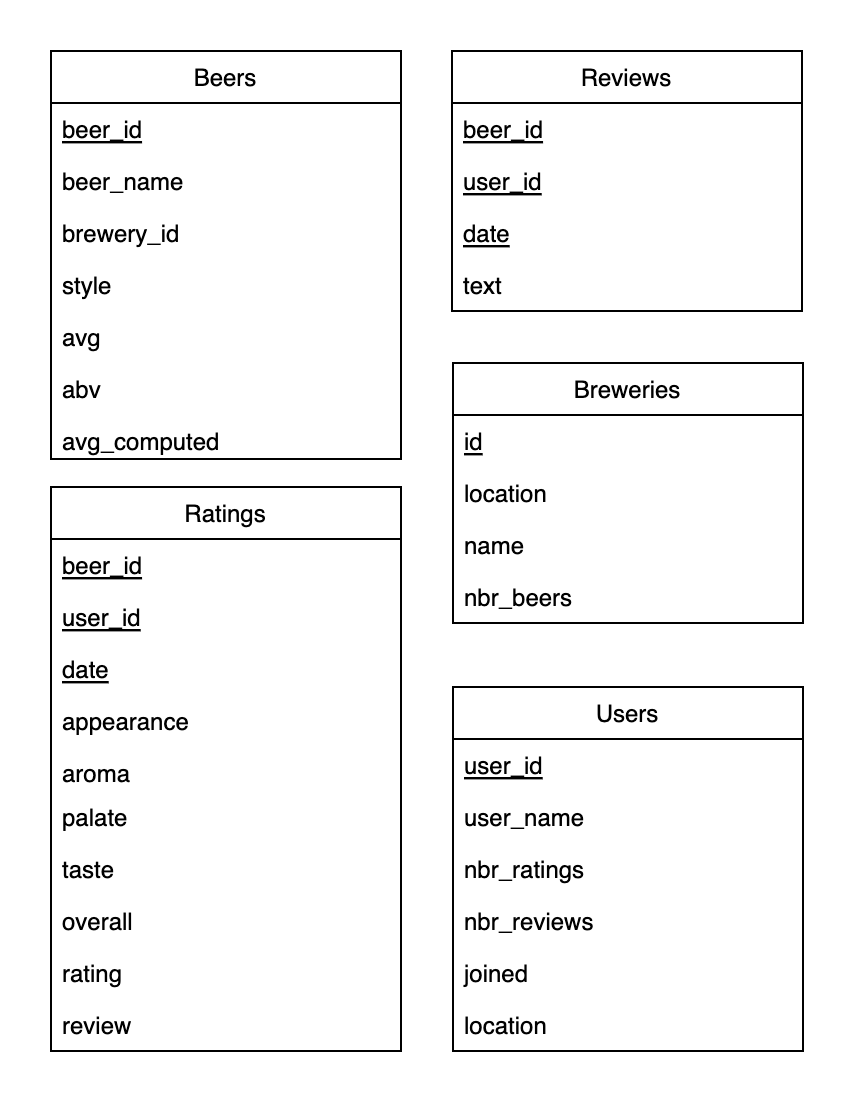 Beers
beer_id
beer_name
brewery_id
style
avg
abv
avg_computed
Ratings
beer_id
user_id
date
appearance
aroma
palate
taste
overall
rating
review
Reviews
beer_id
user_id
date
text
Breweries
id
location
name
nbr_beers
Users
user_id
user_name
nbr_ratings
nbr_reviews
joined
location